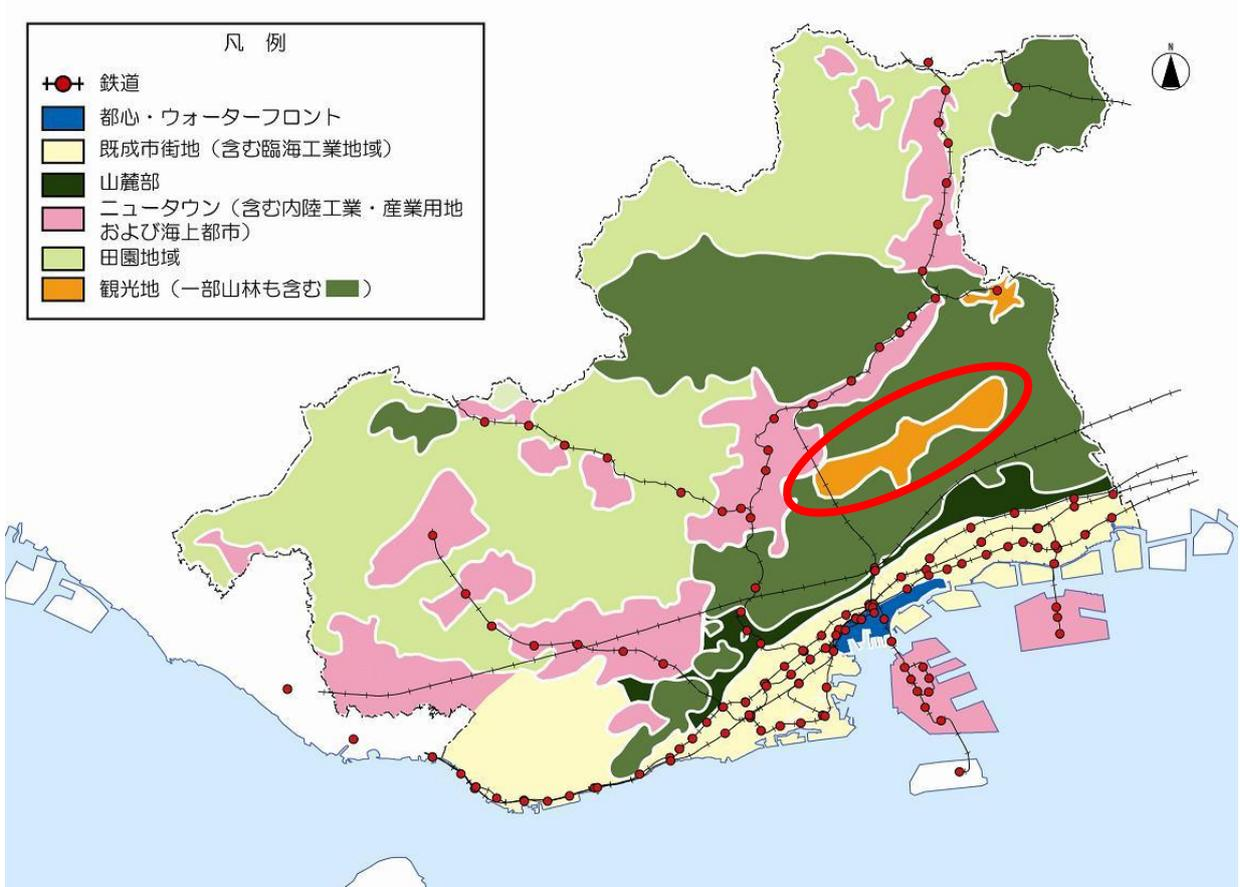 凡 例
鉄道
都心・ウォーターフロント
既成市街地（含む臨海工業地域）
山麓部
ニュータウン（含む内陸工業・産業用地
および海上都市）
田園地域
観光地（一部山林も含む　）
N